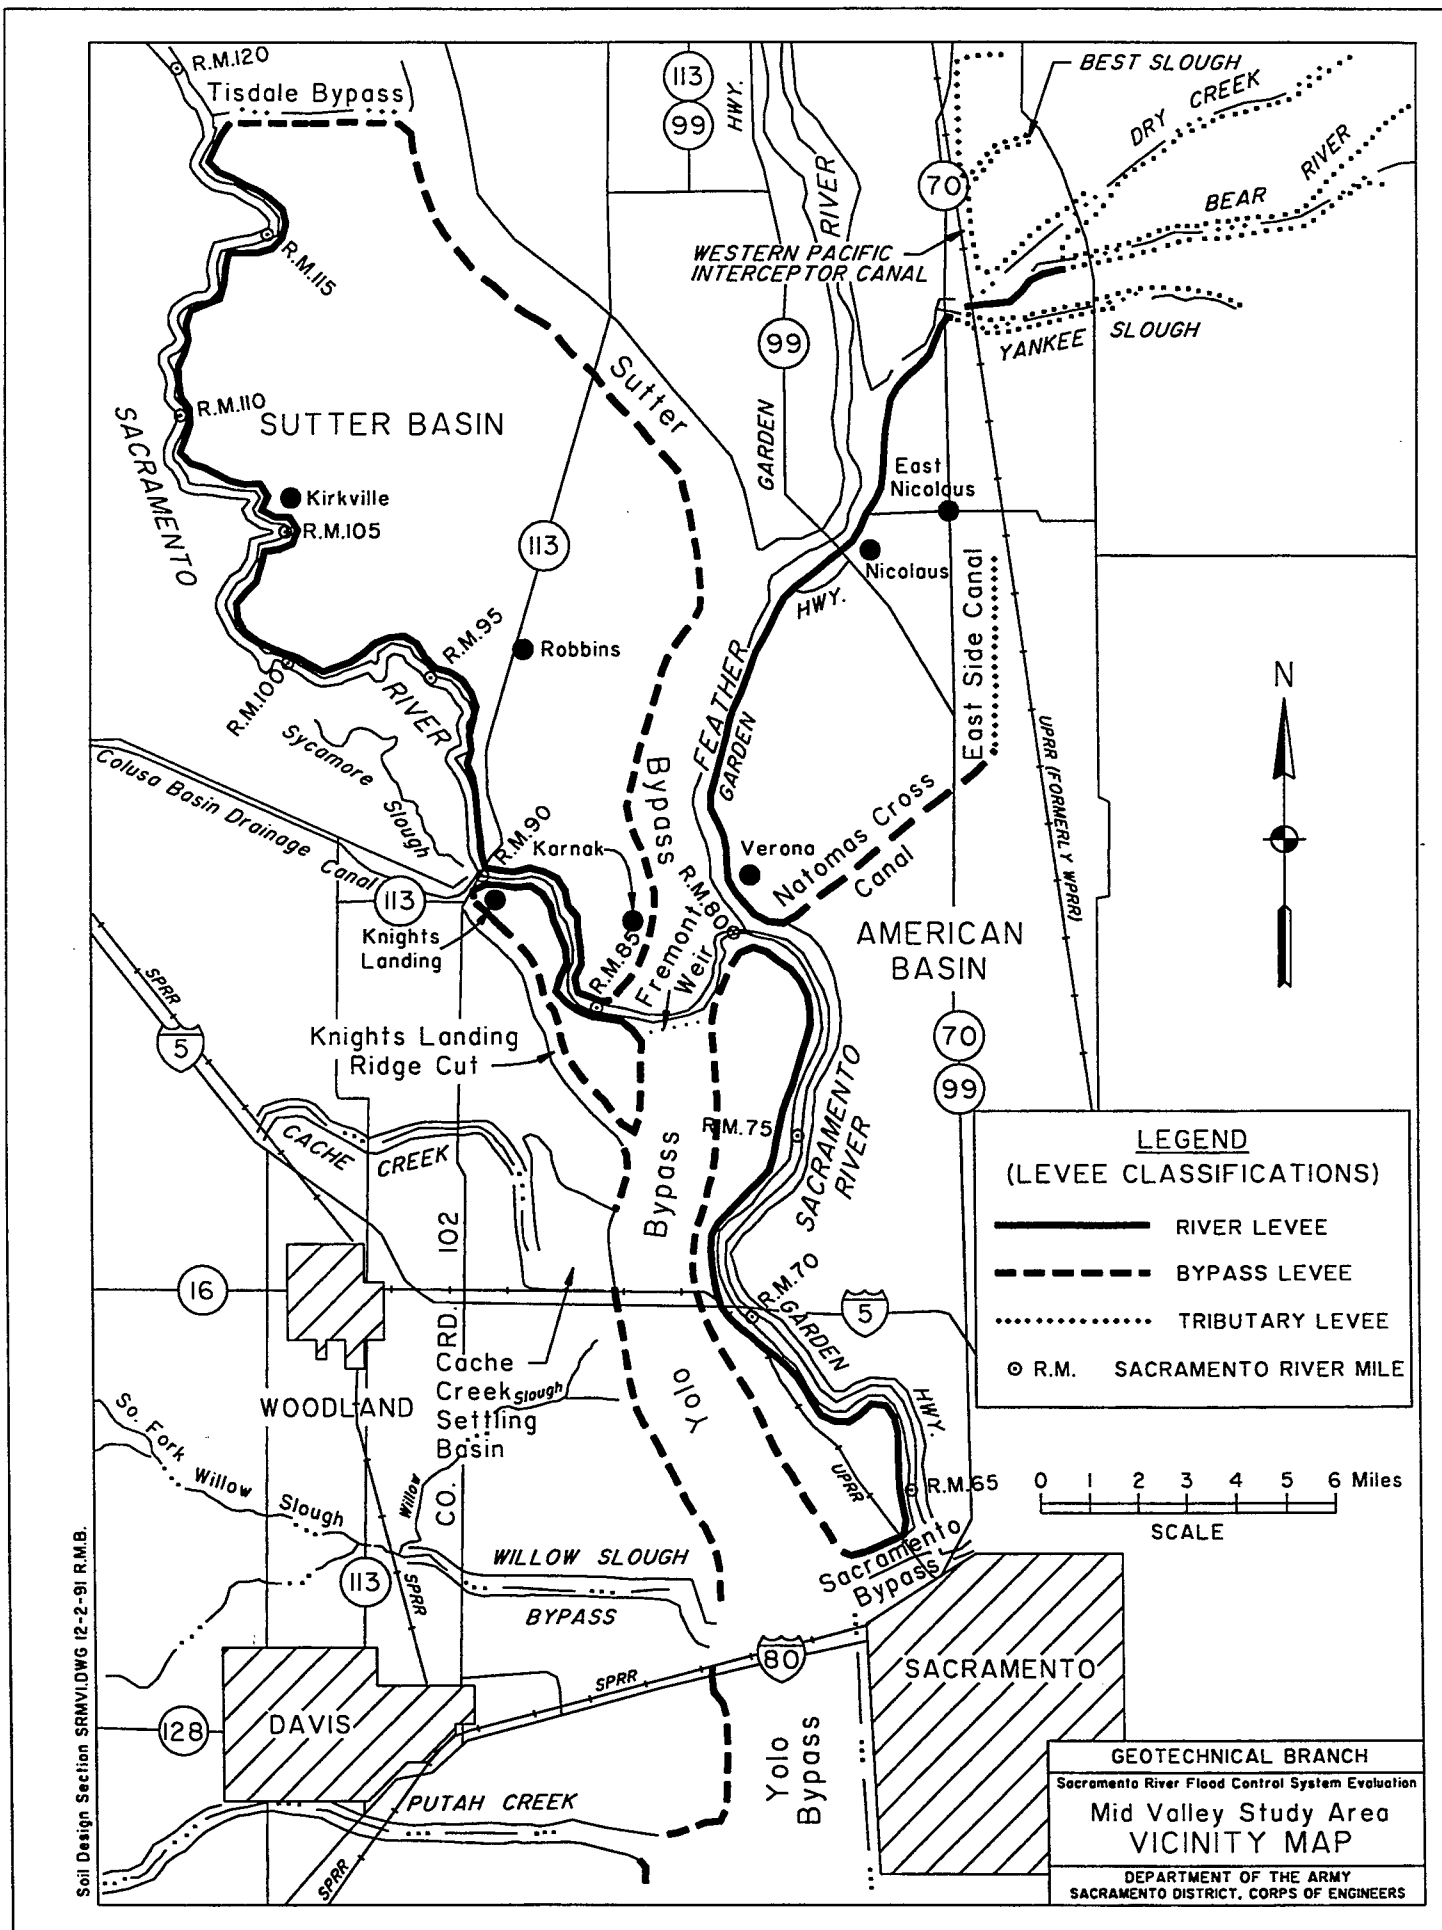 R.M.120
Tisdale Bypass
113
99
HWY.
BEST SLOUGH
DRY CREEK
RIVER
70
BEAR RIVER
WESTERN PACIFIC
INTERCEPTOR CANAL
R.M.115
99
YANKEE SLOUGH
Sutter
SACRAMENTO
R.M.110
SUTTER BASIN
GARDEN
East
Nicolaus
Kirkville
R.M.105
113
Nicolaus
HWY.
East Side Canal
R.M.95
Robbins
R.M.100
RIVER
FEATHER
GARDEN
N
Sycamore
Slough
UPRR (FORMERLY WPRR)
Colusa Basin Drainage
Canal
Bypass
Natomas Cross
Canal
R.M.90
Karnak
Verona
R.M.80
113
Knights
Landing
R.M.85
Fremont
Weir
AMERICAN
BASIN
SPRR
5
Knights Landing
Ridge Cut
70
99
SACRAMENTO
RIVER
R.M.75
CACHE CREEK
Bypass
LEGEND
(LEVEE CLASSIFICATIONS)
RIVER LEVEE
BYPASS LEVEE
TRIBUTARY LEVEE
R.M. SACRAMENTO RIVER MILE
16
CO. RD. 102
R.M.70
GARDEN
HWY.
5
Cache
Creek
Settling
Basin
Slough
Willow
Yolo
WOODLAND
So. Fork Willow Slough
UPRR
R.M.65
0 1 2 3 4 5 6 Miles
SCALE
Sacramento
Bypass
WILLOW SLOUGH
BYPASS
113
SPRR
SPRR
80
SACRAMENTO
128
DAVIS
Yolo
Bypass
PUTAH CREEK
SPRR
Soil Design Section SRMV1.DWG 12-2-91 R.M.B.
GEOTECHNICAL BRANCH
Sacramento River Flood Control System Evaluation
Mid Valley Study Area
VICINITY MAP
DEPARTMENT OF THE ARMY
SACRAMENTO DISTRICT, CORPS OF ENGINEERS